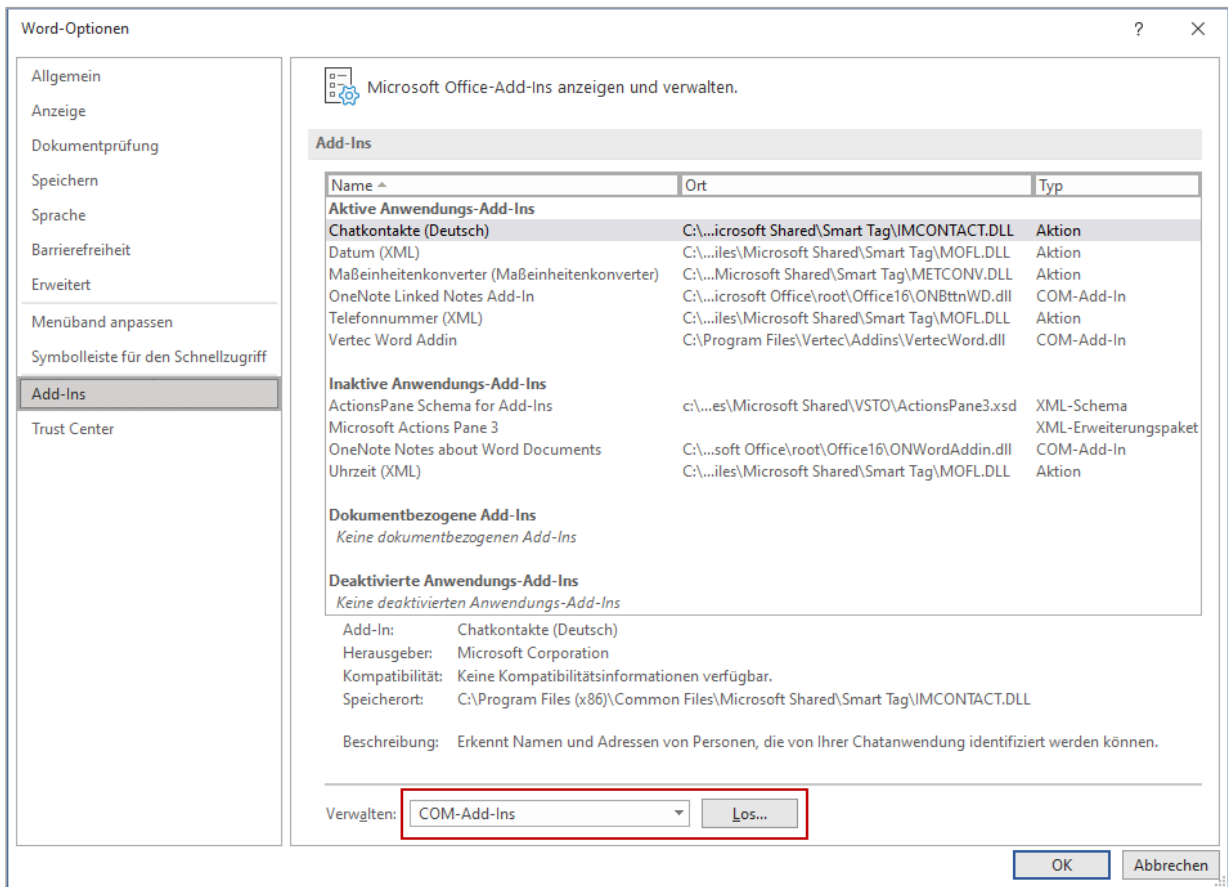 Word-Optionen ?
Allgemein
Anzeige
Dokumentprüfung
Speichern
Sprache
Barrierefreiheit
Erweitert
Menüband anpassen
Symbolleiste für den Schnellzugriff
Add-Ins
Trust Center
Microsoft Office-Add-Ins anzeigen und verwalten.
Add-Ins
Name Ort Typ
Aktive Anwendungs-Add-Ins
Chatkontakte (Deutsch) C:\...icrosoft Shared\Smart Tag\IMCONTACT.DLL Aktion
Datum (XML) C:\...iles\Microsoft Shared\Smart Tag\MOFL.DLL Aktion
Maßeinheitenkonverter (Maßeinheitenkonverter) C:\...Microsoft Shared\Smart Tag\METCONV.DLL Aktion
OneNote Linked Notes Add-In C:\...icrosoft Office\root\Office16\ONBttnWD.dll COM-Add-In
Telefonnummer (XML) C:\...iles\Microsoft Shared\Smart Tag\MOFL.DLL Aktion
Vertec Word Addin C:\Program Files\Vertec\Addins\VertecWord.dll COM-Add-In
Inaktive Anwendungs-Add-Ins
ActionsPane Schema for Add-Ins c:\...es\Microsoft Shared\VSTO\ActionsPane3.xsd XML-Schema
Microsoft Actions Pane 3 XML-Erweiterungspaket
OneNote Notes about Word Documents C:\...soft Office\root\Office16\ONWordAddin.dll COM-Add-In
Uhrzeit (XML) C:\...iles\Microsoft Shared\Smart Tag\MOFL.DLL Aktion
Dokumentbezogene Add-Ins
Keine dokumentbezogenen Add-Ins
Deaktivierte Anwendungs-Add-Ins
Keine deaktivierten Anwendungs-Add-Ins
Add-In: Chatkontakte (Deutsch)
Herausgeber: Microsoft Corporation
Kompatibilität: Keine Kompatibilitätsinformationen verfügbar.
Speicherort: C:\Program Files (x86)\Common Files\Microsoft Shared\Smart Tag\IMCONTACT.DLL
Beschreibung: Erkennt Namen und Adressen von Personen, die von Ihrer Chatanwendung identifiziert werden können.
Verwalten: COM-Add-Ins Los...
OK Abbrechen